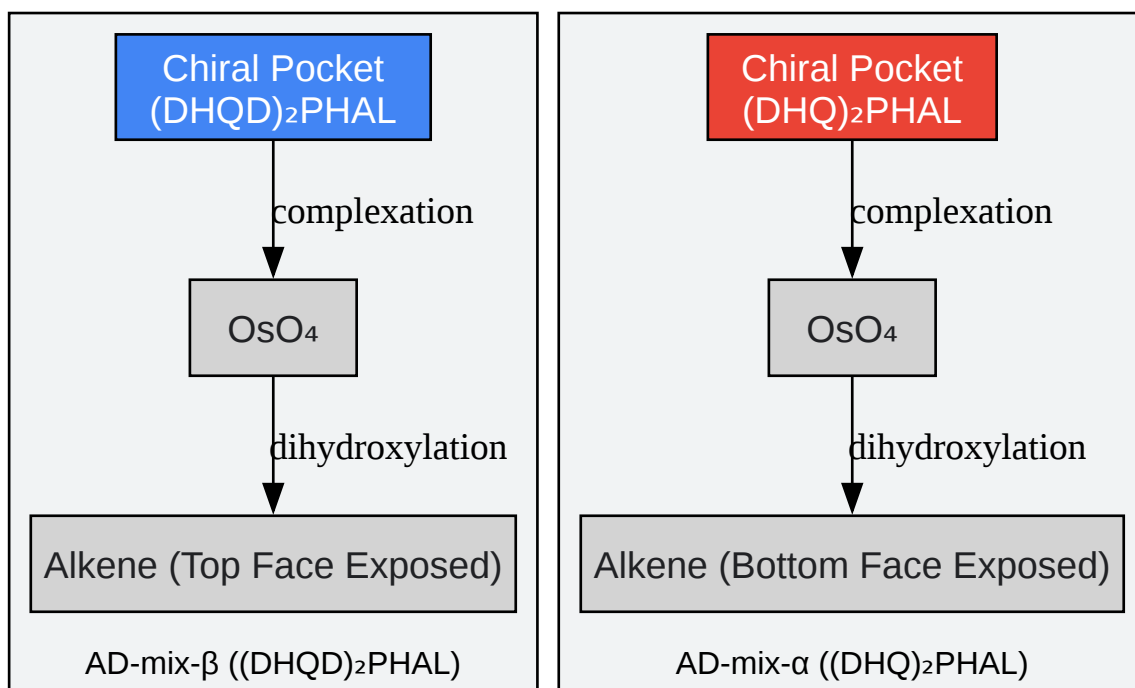 Chiral Pocket
(DHQD)₂PHAL
complexation
OsO₄
dihydroxylation
Alkene (Top Face Exposed)
AD-mix-β ((DHQD)₂PHAL)
Chiral Pocket
(DHQ)₂PHAL
complexation
OsO₄
dihydroxylation
Alkene (Bottom Face Exposed)
AD-mix-α ((DHQ)₂PHAL)